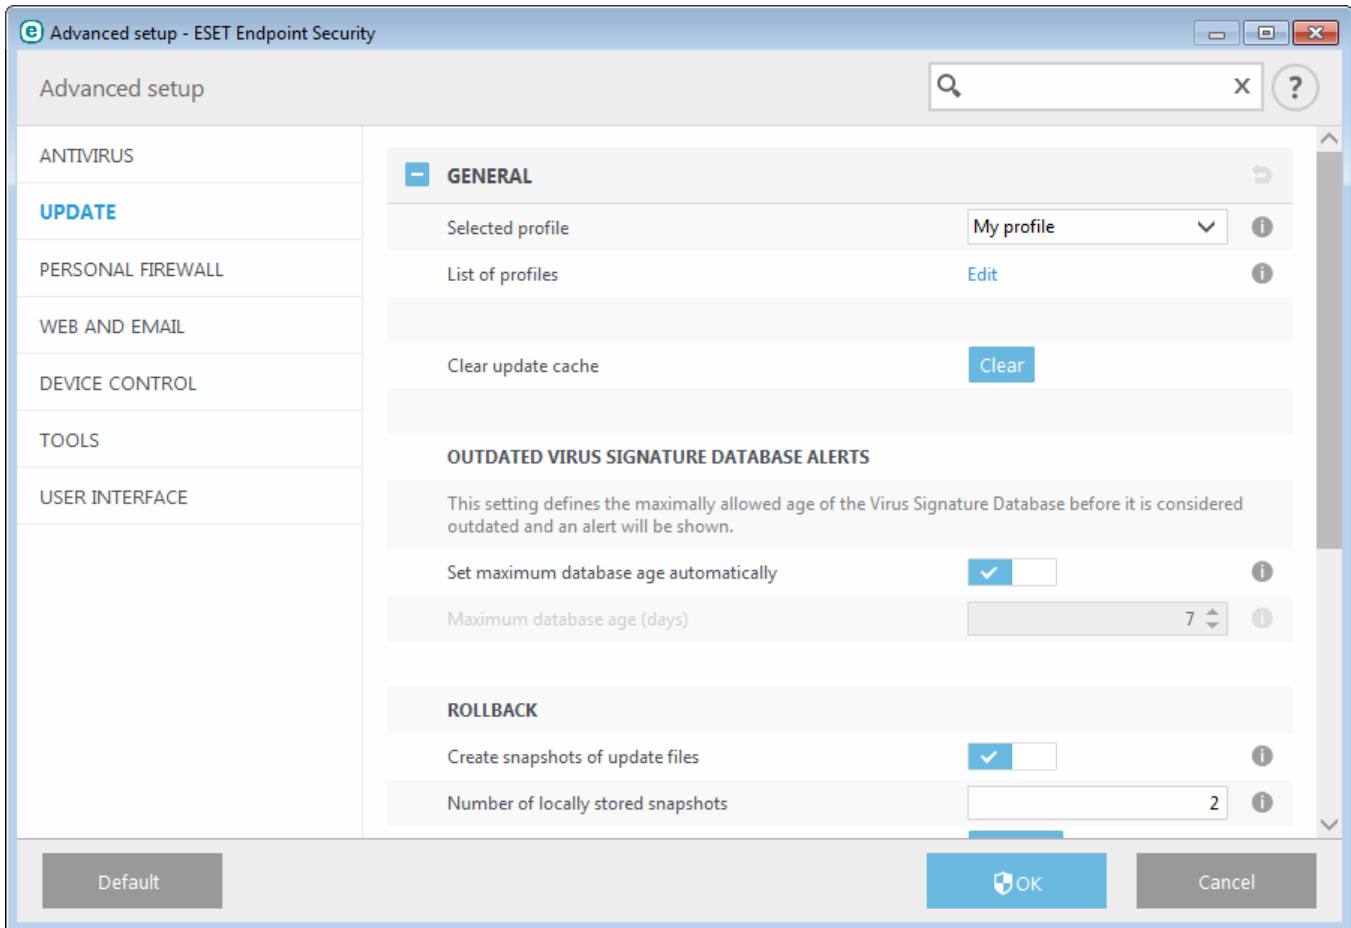 e Advanced setup - ESET Endpoint Security
Advanced setup
X ?
ANTIVIRUS
UPDATE
PERSONAL FIREWALL
WEB AND EMAIL
DEVICE CONTROL
TOOLS
USER INTERFACE
GENERAL
Selected profile My profile
List of profiles Edit
Clear update cache Clear
OUTDATED VIRUS SIGNATURE DATABASE ALERTS
This setting defines the maximally allowed age of the Virus Signature Database before it is considered
outdated and an alert will be shown.
Set maximum database age automatically
Maximum database age (days) 7
ROLLBACK
Create snapshots of update files
Number of locally stored snapshots 2
Default OK Cancel